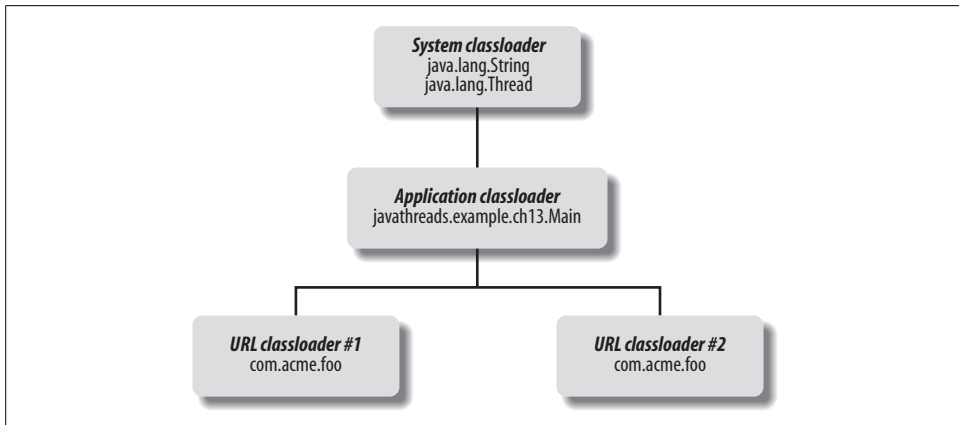 System classloader
java.lang.String
java.lang.Thread
Application classloader
javathreads.example.ch13.Main
URL classloader #1
com.acme.foo
URL classloader #2
com.acme.foo